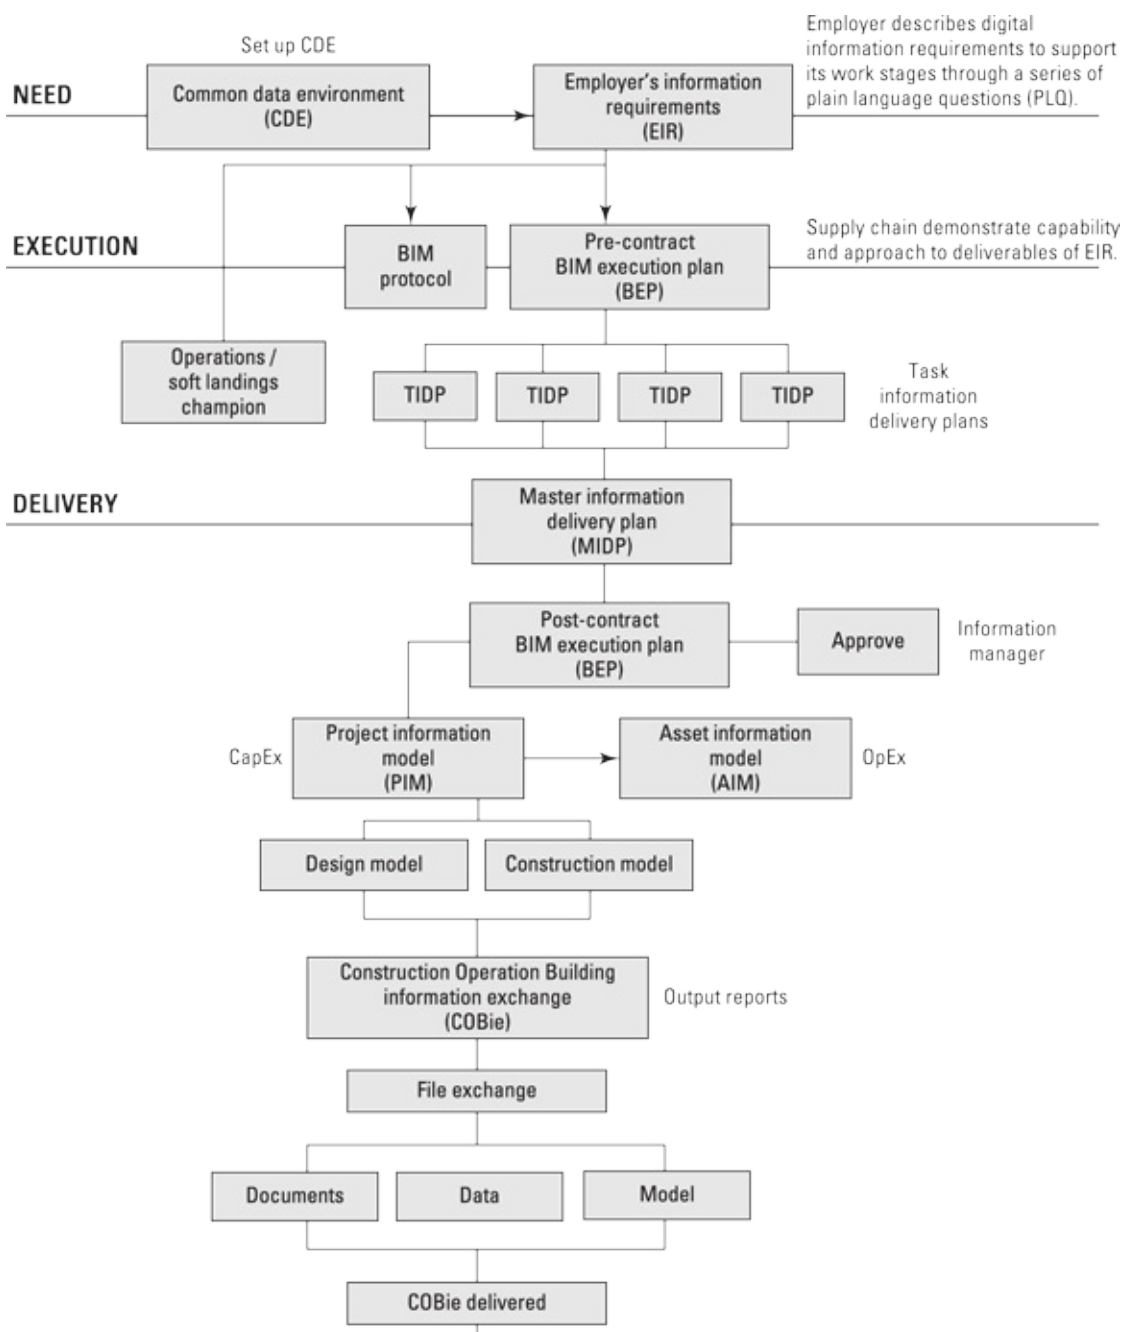 Set up CDE
Employer describes digital
information requirements to support
its work stages through a series of
plain language questions (PLQ).
NEED
Common data environment
(CDE)
Employer's information
requirements
(EIR)
EXECUTION
BIM
protocol
Pre-contract
BIM execution plan
(BEP)
Supply chain demonstrate capability
and approach to deliverables of EIR.
Operations /
soft landings
champion
TIDP
TIDP
TIDP
TIDP
Task
information
delivery plans
DELIVERY
Master information
delivery plan
(MIDP)
Post-contract
BIM execution plan
(BEP)
Approve
Information
manager
CapEx
Project information
model
(PIM)
Asset information
model
(AIM)
OpEx
Design model
Construction model
Construction Operation Building
information exchange
(COBie)
Output reports
File exchange
Documents
Data
Model
COBie delivered